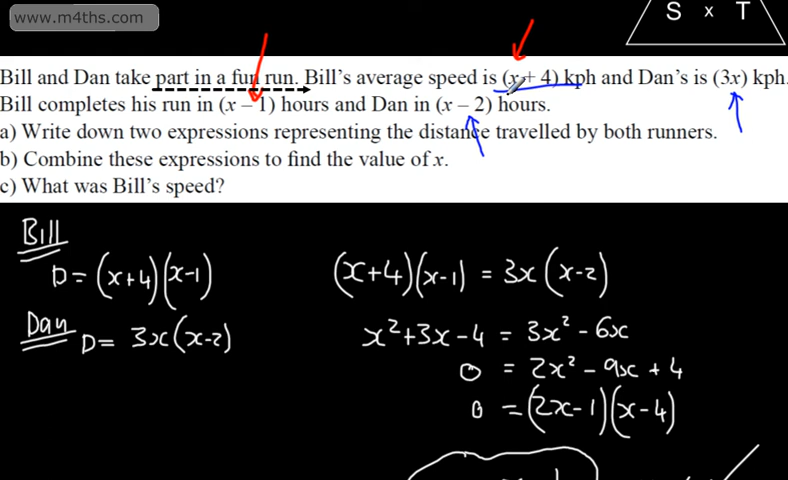 www.m4ths.com
S x T
Bill and Dan take part in a fun run. Bill's average speed is (x + 4) kph and Dan's is (3x) kph.
Bill completes his run in (x – 1) hours and Dan in (x – 2) hours.
a) Write down two expressions representing the distance travelled by both runners.
b) Combine these expressions to find the value of x.
c) What was Bill's speed?
Bill
D = (x+4)(x-1)
Dan
D = 3x(x-2)
(x+4)(x-1) = 3x(x-2)
x²+3x-4 = 3x² - 6x
0 = 2x² - 9x + 4
0 = (2x-1)(x-4)